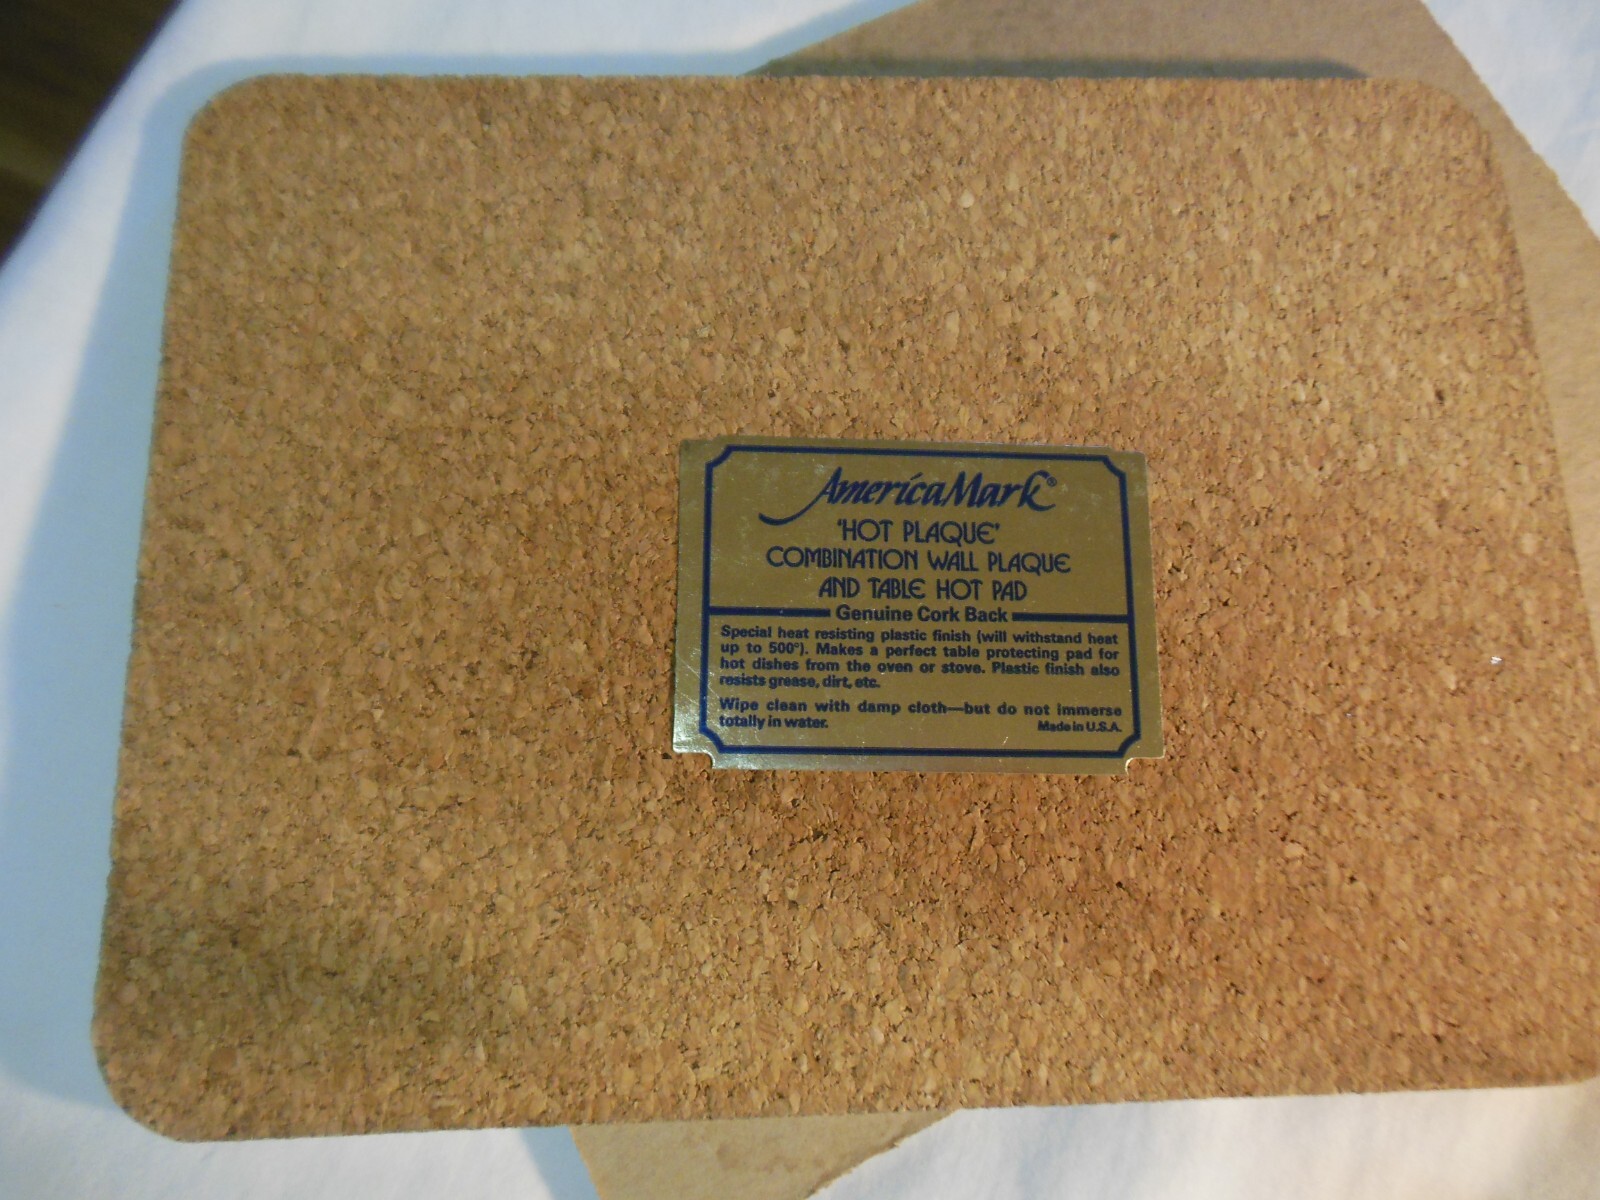 AmericaMark®
'HOT PLAQUE'
COMBINATION WALL PLAQUE
AND TABLE HOT PAD
Genuine Cork Back
Special heat resisting plastic finish (will withstand heat
up to 500°). Makes a perfect table protecting pad for
hot dishes from the oven or stove. Plastic finish also
resists grease, dirt, etc.
Wipe clean with damp cloth—but do not immerse
totally in water.
Made in U.S.A.